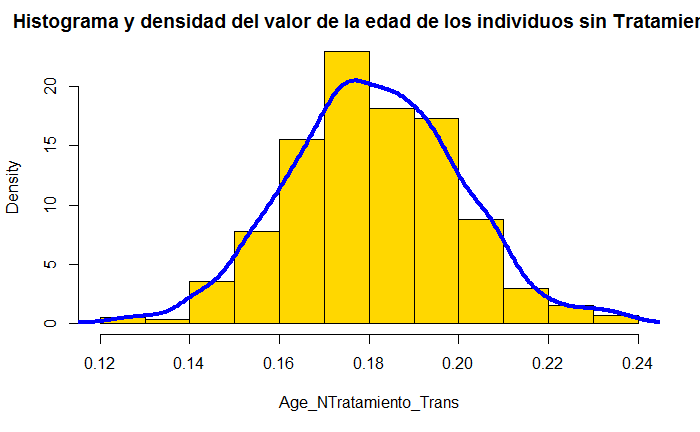 Histograma y densidad del valor de la edad de los individuos sin Tratamier
Density
20
15
10
5
0
0.12 0.14 0.16 0.18 0.20 0.22 0.24
Age_NTratamiento_Trans